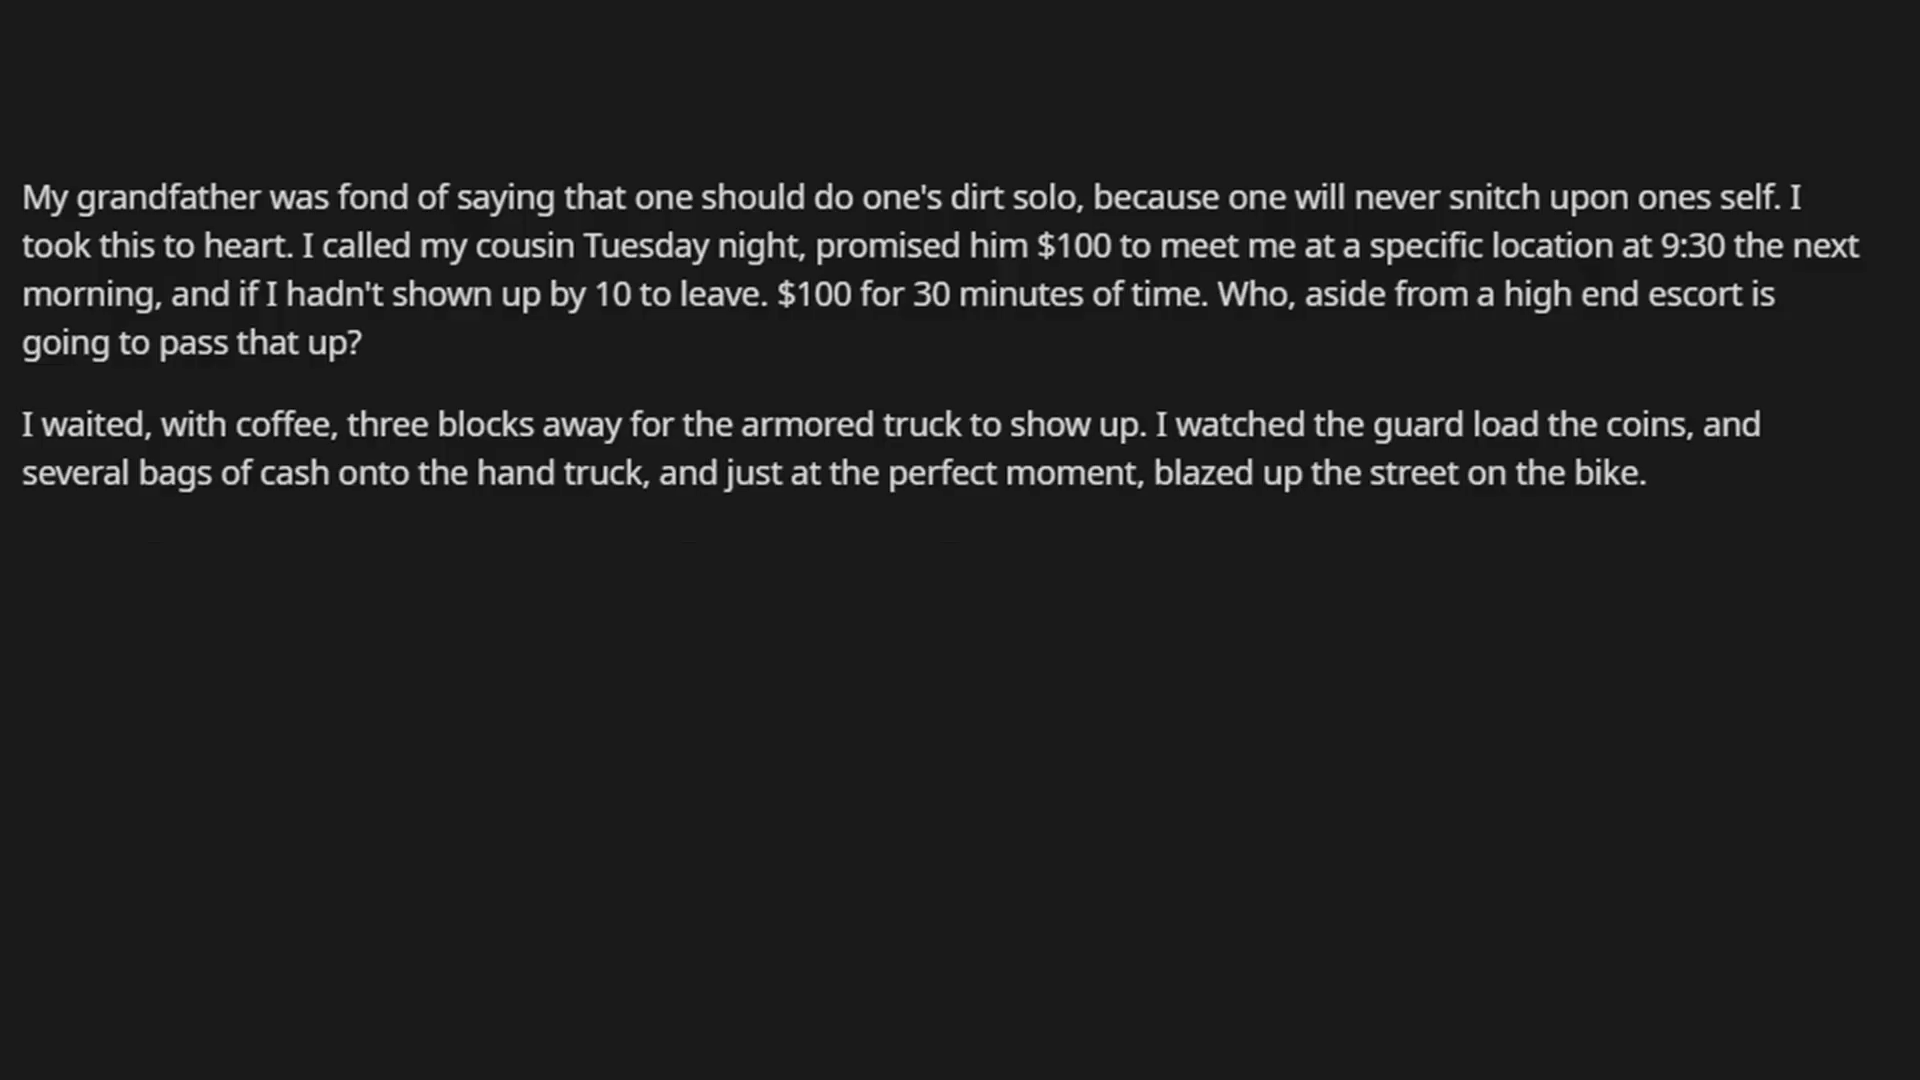 My grandfather was fond of saying that one should do one's dirt solo, because one will never snitch upon ones self. I
took this to heart. I called my cousin Tuesday night, promised him $100 to meet me at a specific location at 9:30 the next
morning, and if I hadn't shown up by 10 to leave. $100 for 30 minutes of time. Who, aside from a high end escort is
going to pass that up?
I waited, with coffee, three blocks away for the armored truck to show up. I watched the guard load the coins, and
several bags of cash onto the hand truck, and just at the perfect moment, blazed up the street on the bike.